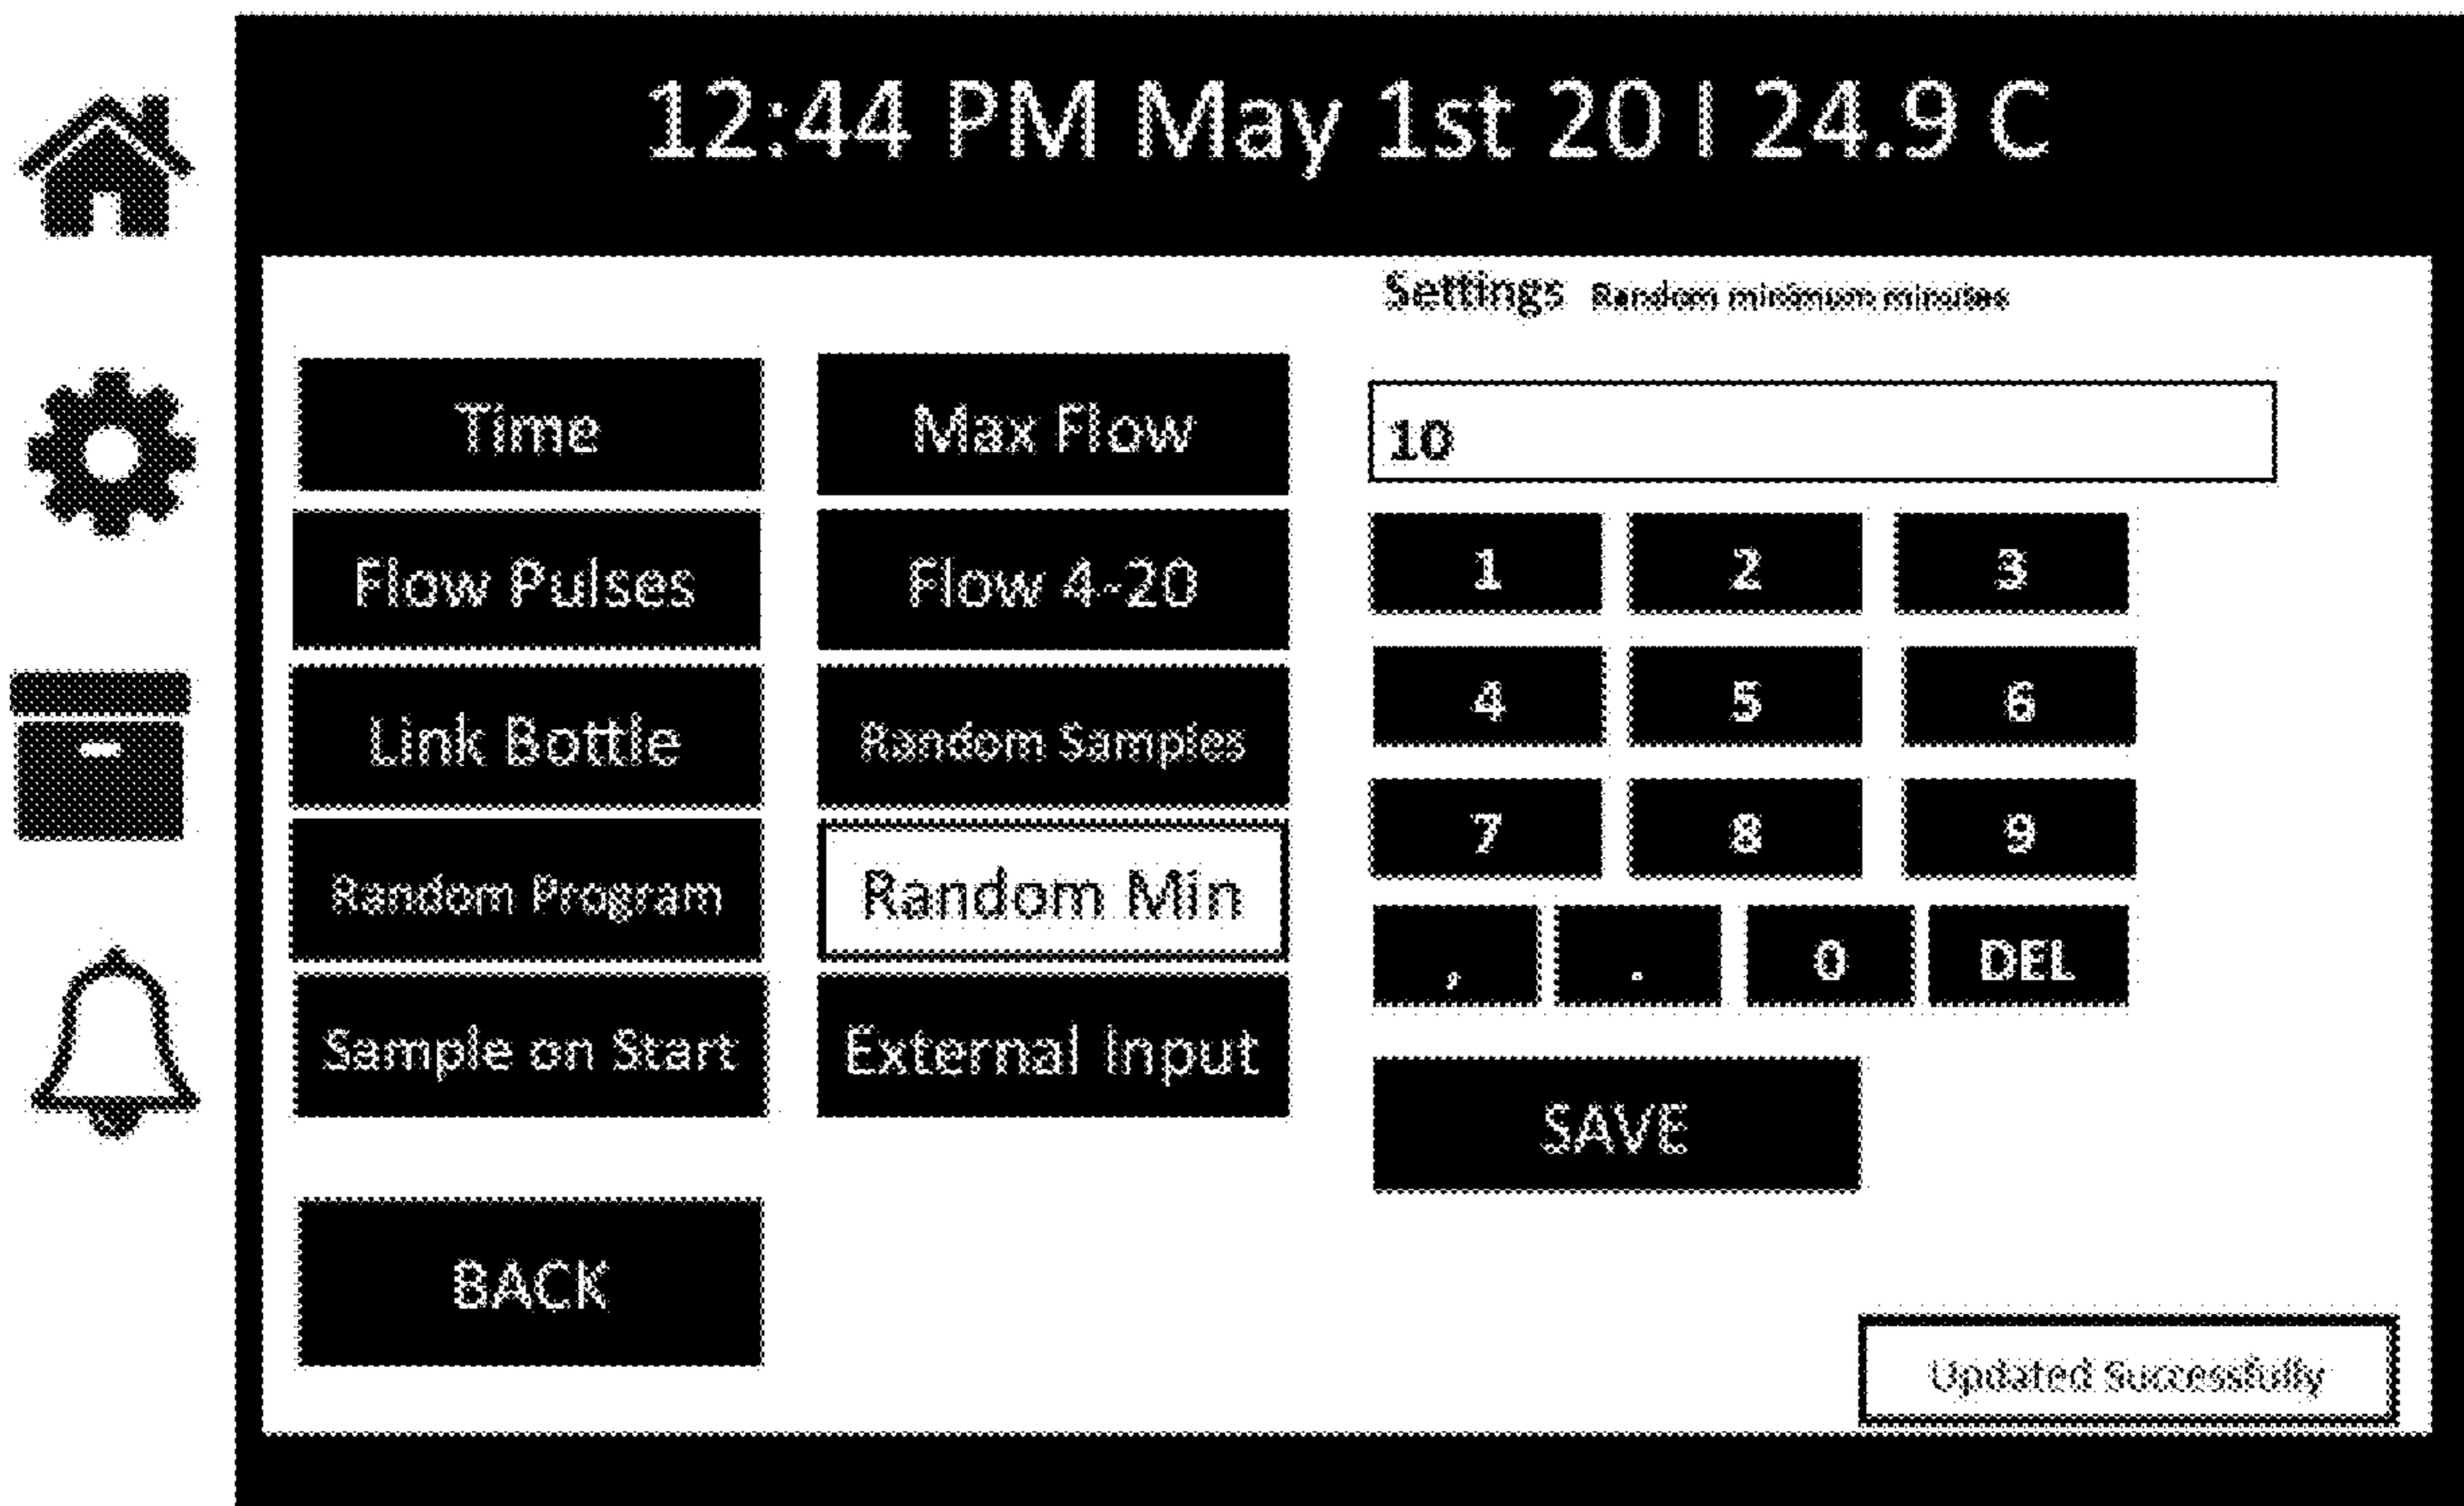 12:44 PM May 1st 20 I 24.9 C
Settings Random minimum minutes
Time
Max Flow
10
Flow Pulses
Flow 4-20
1 2 3
Link Bottle
Random Samples
4 5 6
Random Program
Random Min
7 8 9
, . 0 DEL
Sample on Start
External Input
SAVE
BACK
Updated Successfully